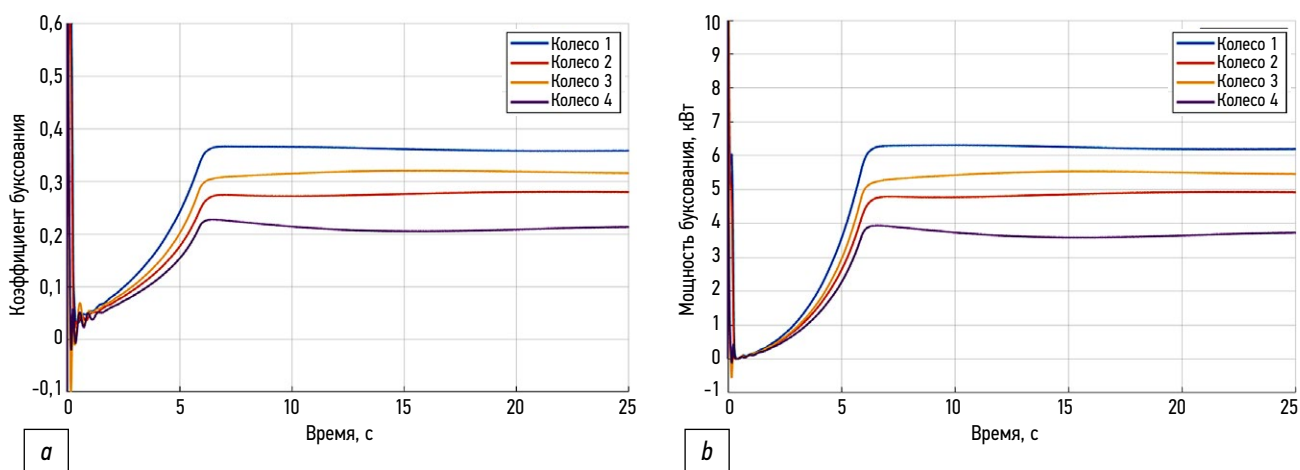 Коэффициент буксования
0,6
0,5
0,4
0,3
0,2
0,1
0
-0,1
Колесо 1
Колесо 2
Колесо 3
Колесо 4
0
5
10
15
20
25
Время, с
a
Мощность буксования, кВт
10
9
8
7
6
5
4
3
2
1
0
-1
Колесо 1
Колесо 2
Колесо 3
Колесо 4
0
5
10
15
20
25
Время, с
b